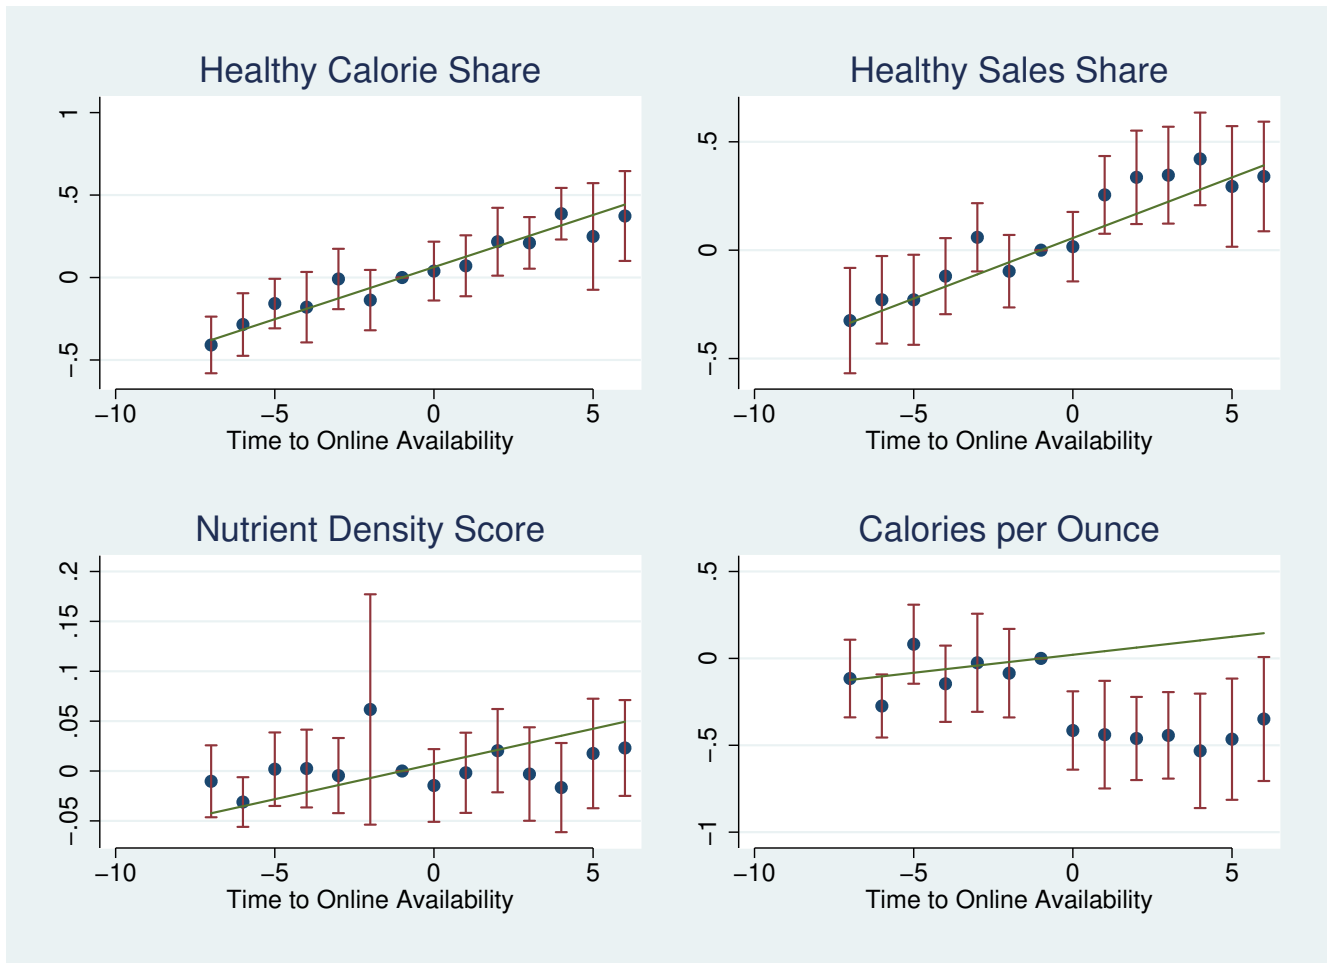 Healthy Calorie Share
1
.5
0
−.5
−10 −5 0 5
Time to Online Availability
Healthy Sales Share
.5
0
−.5
−10 −5 0 5
Time to Online Availability
Nutrient Density Score
.2
.15
.1
.05
0
−.05
−10 −5 0 5
Time to Online Availability
Calories per Ounce
.5
0
−.5
−1
−10 −5 0 5
Time to Online Availability